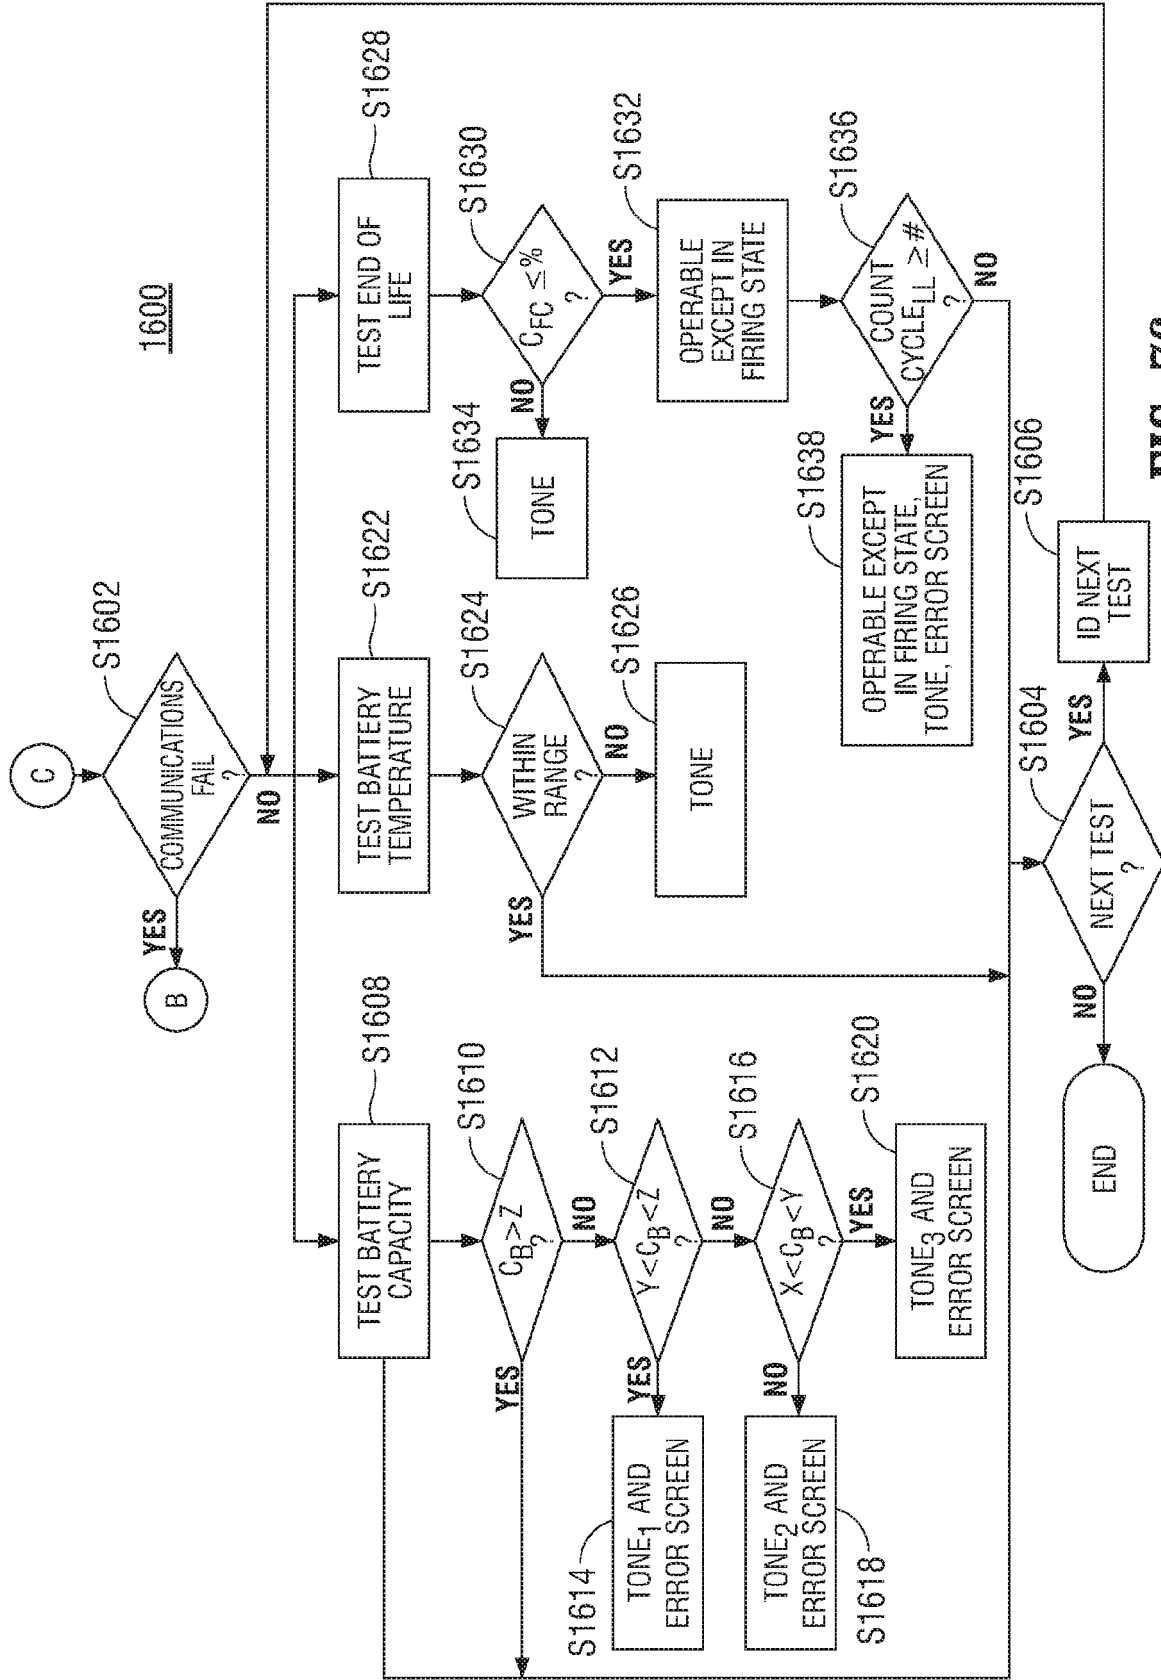 1600
C
COMMUNICATIONS
FAIL
?
S1602
YES
B
NO
TEST BATTERY
CAPACITY
S1608
C_B > Z
?
S1610
YES
NO
Y < C_B < Z
?
S1612
YES
TONE_1 AND
ERROR SCREEN
S1614
NO
X < C_B < Y
?
S1616
NO
TONE_2 AND
ERROR SCREEN
S1618
YES
TONE_3 AND
ERROR SCREEN
S1620
TEST BATTERY
TEMPERATURE
S1622
WITHIN
RANGE
?
S1624
YES
NO
TONE
S1626
TEST END OF
LIFE
S1628
C_FC ≤ %
?
S1630
NO
TONE
S1634
YES
OPERABLE
EXCEPT IN
FIRING STATE
S1632
COUNT
CYCLE_LL ≥ #
?
S1636
YES
OPERABLE EXCEPT
IN FIRING STATE,
TONE, ERROR SCREEN
S1638
NO
NEXT TEST
?
S1604
YES
ID NEXT
TEST
S1606
NO
END